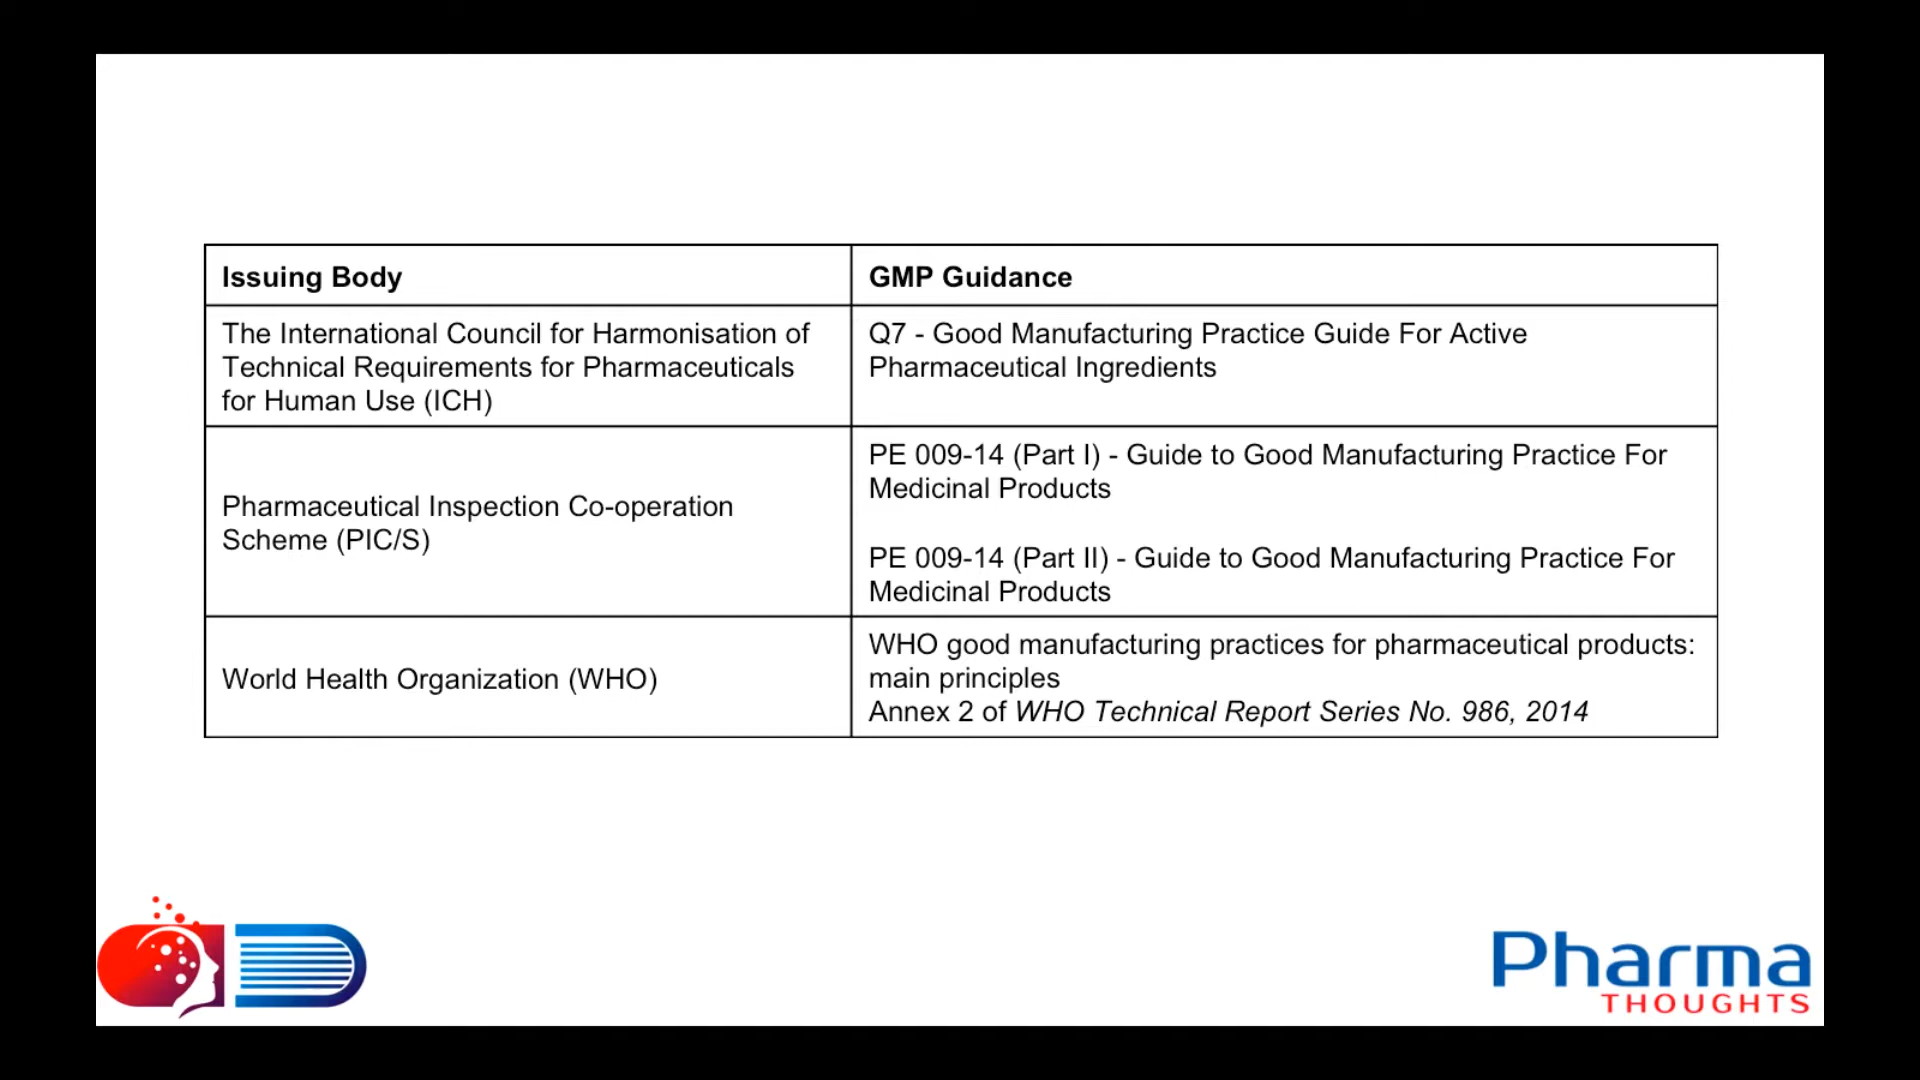 Issuing Body
GMP Guidance
The International Council for Harmonisation of
Technical Requirements for Pharmaceuticals
for Human Use (ICH)
Q7 - Good Manufacturing Practice Guide For Active
Pharmaceutical Ingredients
Pharmaceutical Inspection Co-operation
Scheme (PIC/S)
PE 009-14 (Part I) - Guide to Good Manufacturing Practice For
Medicinal Products
PE 009-14 (Part II) - Guide to Good Manufacturing Practice For
Medicinal Products
World Health Organization (WHO)
WHO good manufacturing practices for pharmaceutical products:
main principles
Annex 2 of WHO Technical Report Series No. 986, 2014
Pharma
THOUGHTS